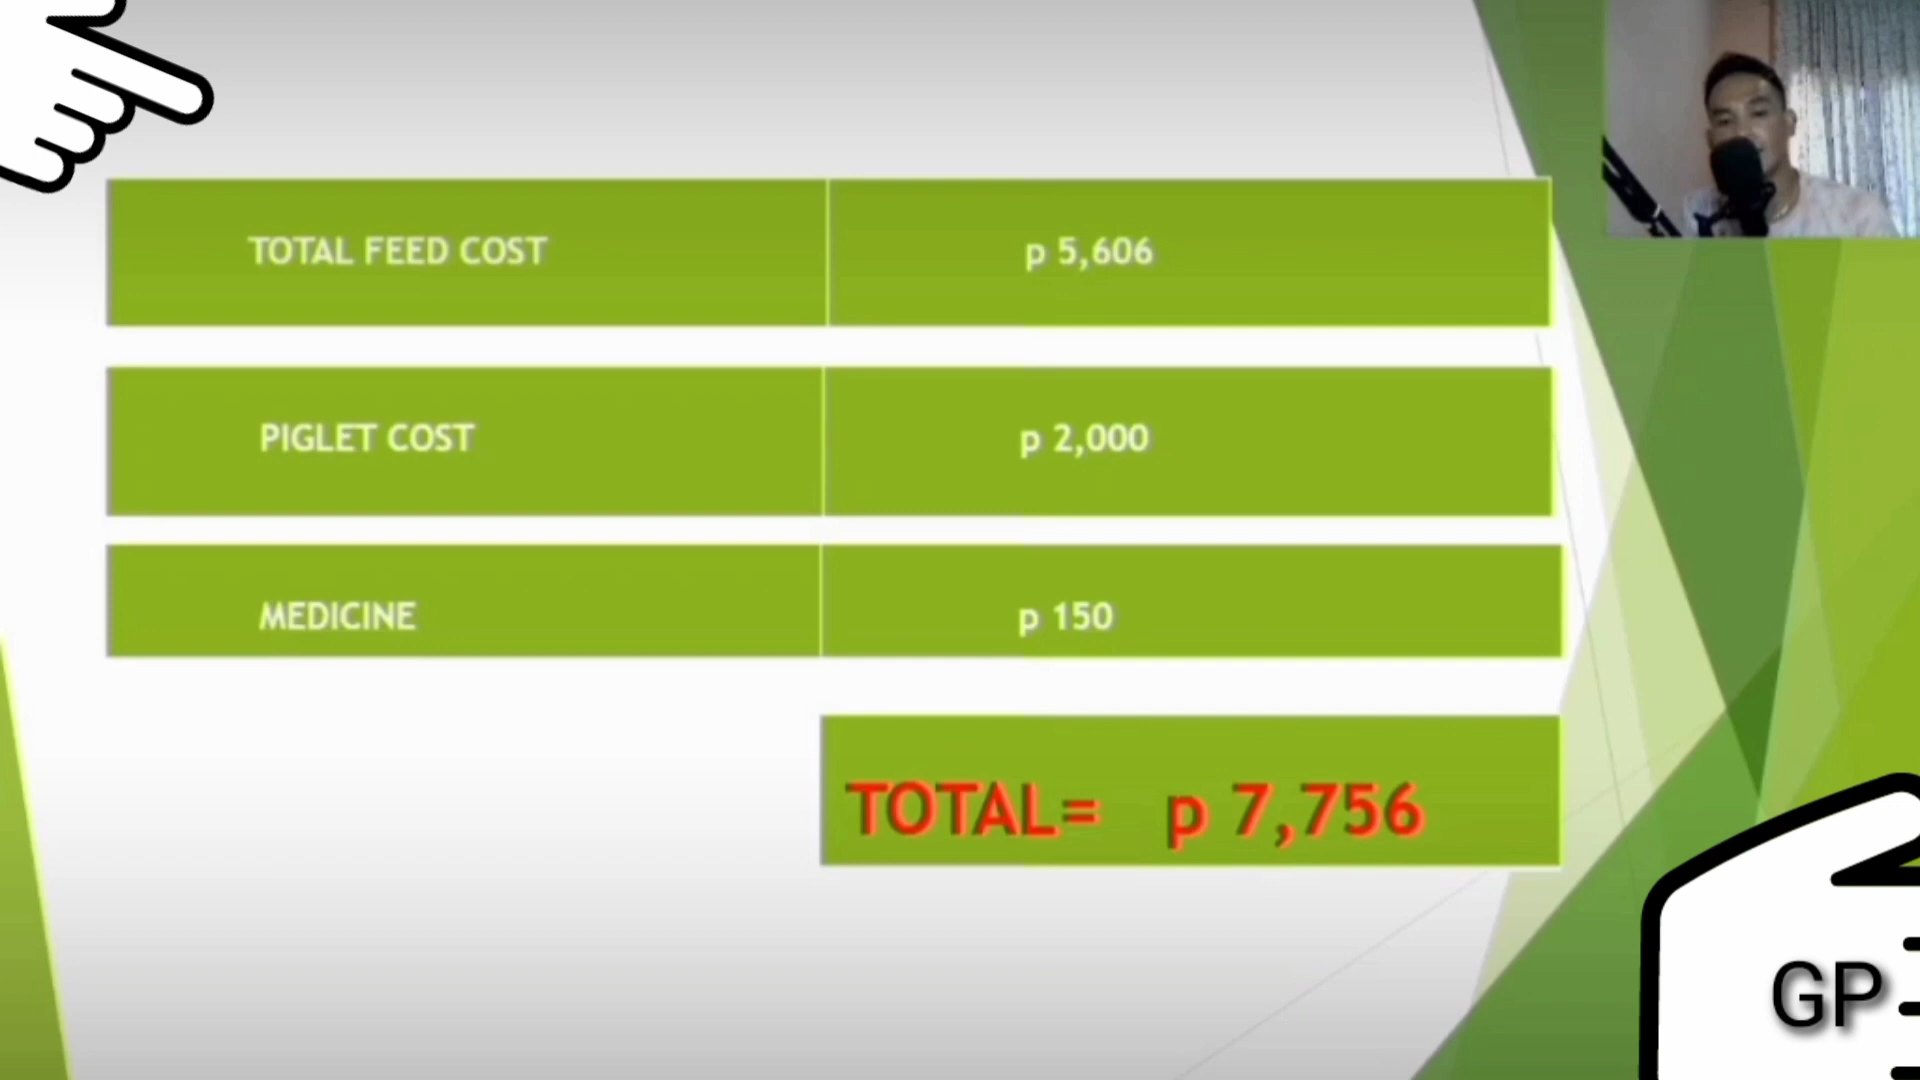 TOTAL FEED COST p 5,606
PIGLET COST p 2,000
MEDICINE p 150
TOTAL= p 7,756
GP